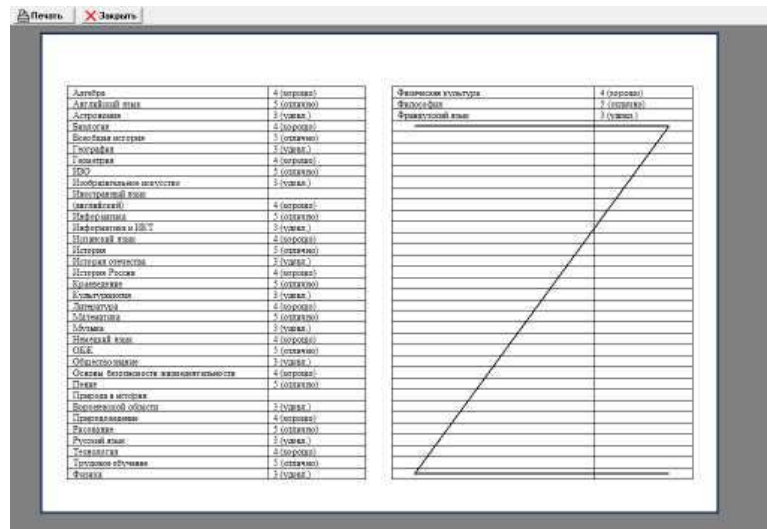 Печать Закрыть
Алгебра 4 (хорошо)
Английский язык 5 (отлично)
Астрономия 3 (удовл.)
Биология 4 (хорошо)
Всеобщая история 5 (отлично)
География 3 (удовл.)
Геометрия 4 (хорошо)
ИЗО 5 (отлично)
Изобразительное искусство 3 (удовл.)
Иностранный язык
(английский) 4 (хорошо)
Информатика 5 (отлично)
Информатика и ИКТ 3 (удовл.)
Испанский язык 4 (хорошо)
История 5 (отлично)
История отечества 3 (удовл.)
История России 4 (хорошо)
Краеведение 5 (отлично)
Культурология 3 (удовл.)
Литература 4 (хорошо)
Математика 5 (отлично)
Музыка 3 (удовл.)
Немецкий язык 4 (хорошо)
ОБЖ 5 (отлично)
Обществознание 3 (удовл.)
Основы безопасности жизнедеятельности 4 (хорошо)
Пение 5 (отлично)
Природа и история
Воронежской области 3 (удовл.)
Природоведение 4 (хорошо)
Рисование 5 (отлично)
Русский язык 3 (удовл.)
Технология 4 (хорошо)
Трудовое обучение 5 (отлично)
Физика 3 (удовл.)
Физическая культура 4 (хорошо)
Философия 5 (отлично)
Французский язык 3 (удовл.)